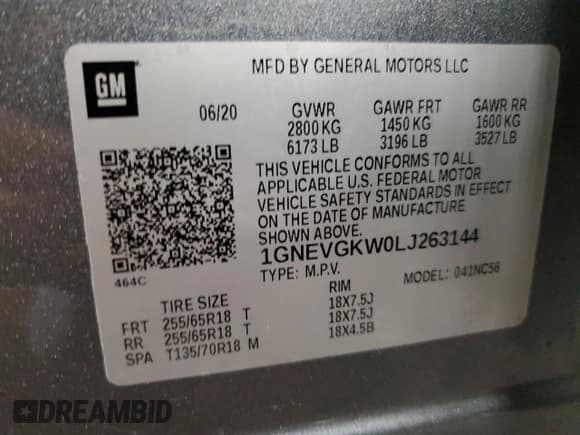 GM
MFD BY GENERAL MOTORS LLC
06/20 GVWR GAWR FRT GAWR RR
2800 KG 1450 KG 1600 KG
6173 LB 3196 LB 3527 LB
THIS VEHICLE CONFORMS TO ALL
APPLICABLE U.S. FEDERAL MOTOR
VEHICLE SAFETY STANDARDS IN EFFECT
ON THE DATE OF MANUFACTURE
SHOWN ABOVE.
1GNEVGKW0LJ263144
464C TYPE: M.P.V. MODEL: 041NC56
TIRE SIZE RIM
FRT 255/65R18 T 18X7.5J
RR 255/65R18 T 18X7.5J
SPA T135/70R18 M 18X4.5B
DREAMBID